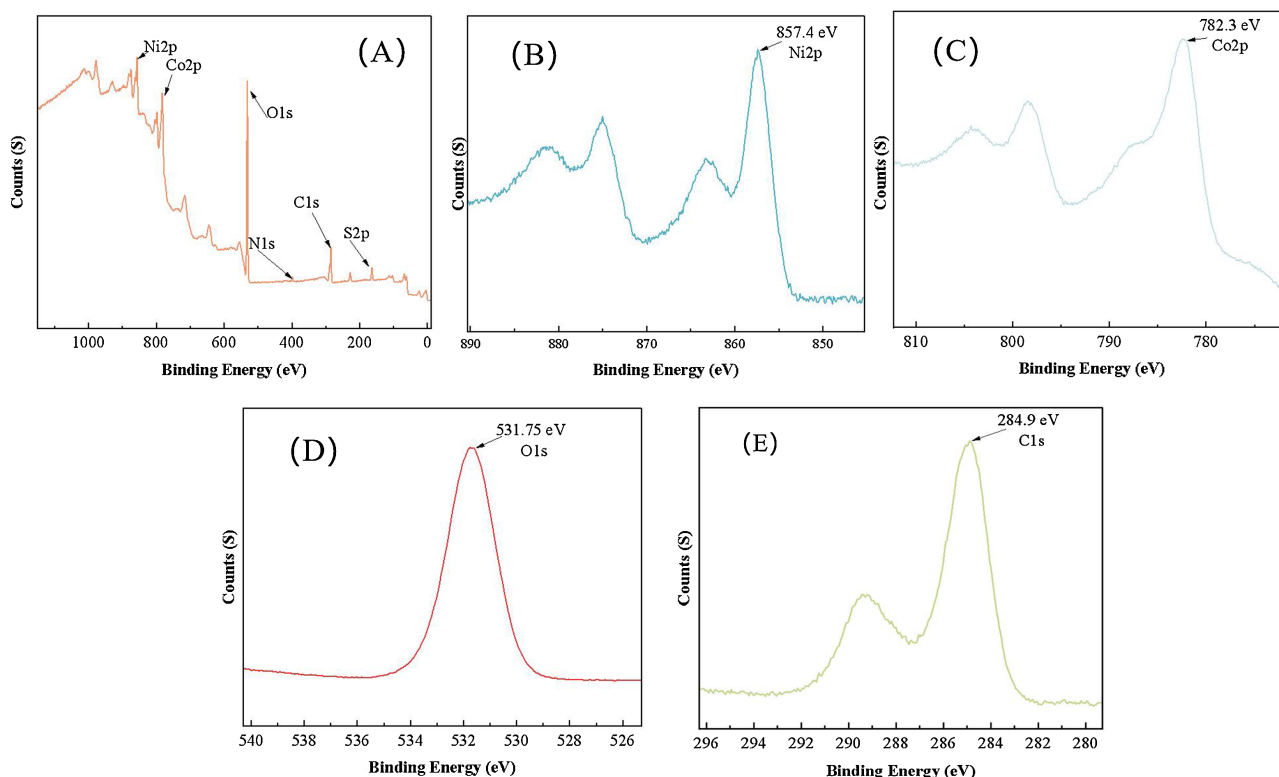 (A)
Ni2p
Co2p
O1s
N1s
C1s
S2p
Counts (S)
1000 800 600 400 200 0
Binding Energy (eV)
(B)
857.4 eV
Ni2p
Counts (S)
890 880 870 860 850
Binding Energy (eV)
(C)
782.3 eV
Co2p
Counts (S)
810 800 790 780
Binding Energy (eV)
(D)
531.75 eV
O1s
Counts (S)
540 538 536 534 532 530 528 526
Binding Energy (eV)
(E)
284.9 eV
C1s
Counts (S)
296 294 292 290 288 286 284 282 280
Binding Energy (eV)